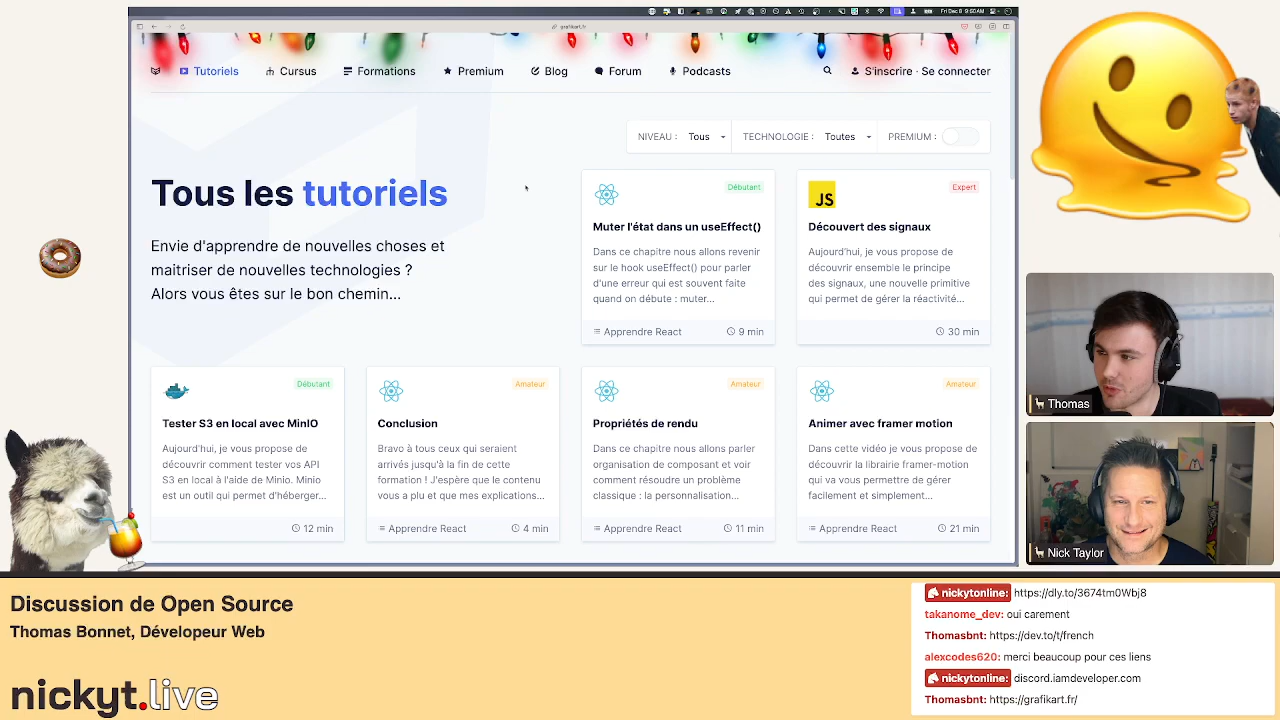 Fri Dec 8 9:55 AM
grafikart.fr
Tutoriels
Cursus
Formations
Premium
Blog
Forum
Podcasts
S'inscrire · Se connecter
NIVEAU : Tous
TECHNOLOGIE : Toutes
PREMIUM :
Tous les tutoriels
Envie d'apprendre de nouvelles choses et
maitriser de nouvelles technologies ?
Alors vous êtes sur le bon chemin...
Débutant
Muter l'état dans un useEffect()
Dans ce chapitre nous allons revenir
sur le hook useEffect() pour parler
d'une erreur qui est souvent faite
quand on débute : muter...
Apprendre React
9 min
JS
Expert
Découvert des signaux
Aujourd'hui, je vous propose de
découvrir ensemble le principe
des signaux, une nouvelle primitive
qui permet de gérer la réactivité...
30 min
Débutant
Tester S3 en local avec MinIO
Aujourd'hui, je vous propose de
découvrir comment tester vos API
S3 en local à l'aide de Minio. Minio
est un outil qui permet d'héberger...
12 min
Amateur
Conclusion
Bravo à tous ceux qui seraient
arrivés jusqu'à la fin de cette
formation ! J'espère que le contenu
vous a plu et que mes explications...
Apprendre React
4 min
Amateur
Propriétés de rendu
Dans ce chapitre nous allons parler
organisation de composant et voir
comment résoudre un problème
classique : la personnalisation...
Apprendre React
11 min
Amateur
Animer avec framer motion
Dans cette vidéo je vous propose de
découvrir la librairie framer-motion
qui va vous permettre de gérer
facilement et simplement...
Apprendre React
21 min
Thomas
Nick Taylor
Discussion de Open Source
Thomas Bonnet, Dévelopeur Web
nickyt.live
nickytonline: https://dly.to/3674tm0Wbj8
takanome_dev: oui carement
Thomasbnt: https://dev.to/t/french
alexcodes620: merci beaucoup pour ces liens
nickytonline: discord.iamdeveloper.com
Thomasbnt: https://grafikart.fr/